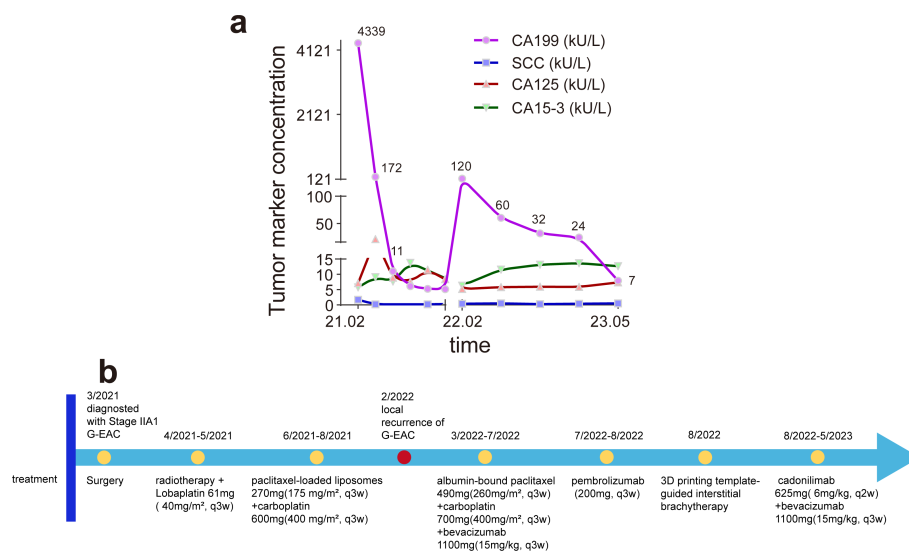 a
4339
4121
2121
121
100
50
15
10
5
0
172
11
120
60
32
24
7
CA199 (kU/L)
SCC (kU/L)
CA125 (kU/L)
CA15-3 (kU/L)
Tumor marker concentration
21.02
22.02
23.05
time
b
treatment
3/2021
diagnosed
with Stage IIA1
G-EAC
Surgery
4/2021-5/2021
radiotherapy +
Lobaplatin 61mg
( 40mg/m², q3w)
6/2021-8/2021
paclitaxel-loaded liposomes
270mg(175 mg/m², q3w)
+carboplatin
600mg(400 mg/m², q3w)
2/2022
local
recurrence of
G-EAC
3/2022-7/2022
albumin-bound paclitaxel
490mg(260mg/m², q3w)
+carboplatin
700mg(400mg/m², q3w)
+bevacizumab
1100mg(15mg/kg, q3w)
7/2022-8/2022
pembrolizumab
(200mg, q3w)
8/2022
3D printing template-
guided interstitial
brachytherapy
8/2022-5/2023
cadonilimab
625mg( 6mg/kg, q2w)
+bevacizumab
1100mg(15mg/kg, q3w)